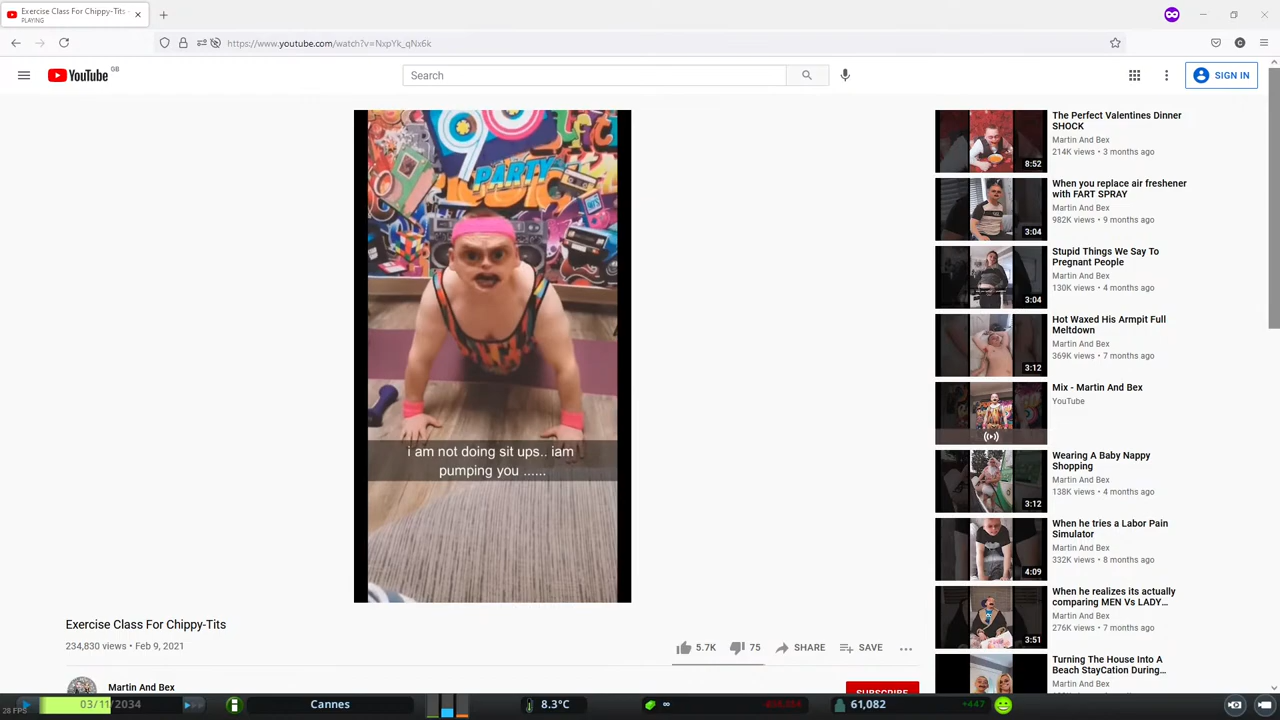 Exercise Class For Chippy-Tits -
PLAYING
https://www.youtube.com/watch?v=NxpYk_qNx6k
YouTube GB
Search
SIGN IN
PARTY
i am not doing sit ups.. iam
pumping you ......
Exercise Class For Chippy-Tits
234,830 views • Feb 9, 2021
5.7K
75
SHARE
SAVE
Martin And Bex
SUBSCRIBE
The Perfect Valentines Dinner
SHOCK
Martin And Bex
214K views • 3 months ago
8:52
When you replace air freshener
with FART SPRAY
Martin And Bex
982K views • 9 months ago
3:04
Stupid Things We Say To
Pregnant People
Martin And Bex
130K views • 4 months ago
3:04
Hot Waxed His Armpit Full
Meltdown
Martin And Bex
369K views • 7 months ago
3:12
Mix - Martin And Bex
YouTube
Wearing A Baby Nappy
Shopping
Martin And Bex
138K views • 4 months ago
3:12
When he tries a Labor Pain
Simulator
Martin And Bex
332K views • 8 months ago
4:09
When he realizes its actually
comparing MEN Vs LADY…
Martin And Bex
276K views • 7 months ago
3:51
Turning The House Into A
Beach StayCation During…
Martin And Bex
28 FPS
03/11/2034
Cannes
8.3°C
∞
61,082
+447